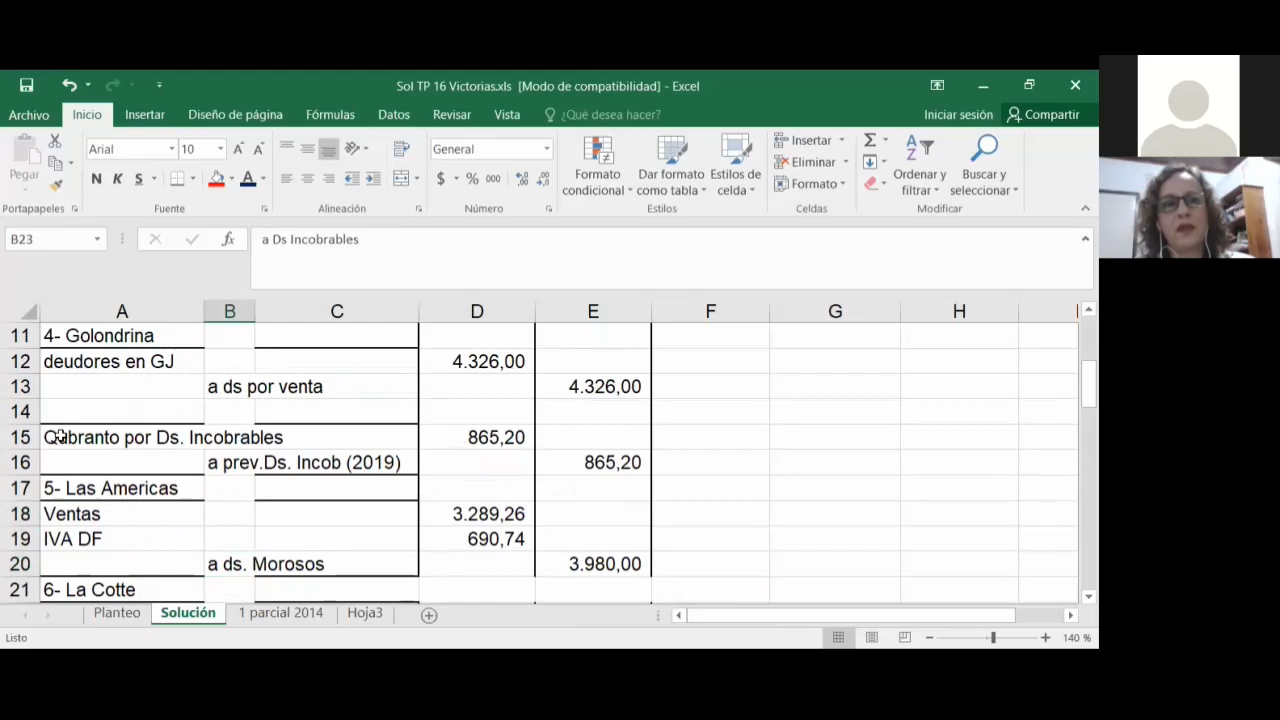 Sol TP 16 Victorias.xls [Modo de compatibilidad] - Excel
Archivo Inicio Insertar Diseño de página Fórmulas Datos Revisar Vista ¿Qué desea hacer? Iniciar sesión Compartir
Pegar
Arial 10
N K S
General
$ % 000
Formato condicional
Dar formato como tabla
Estilos de celda
Insertar
Eliminar
Formato
Ordenar y filtrar
Buscar y seleccionar
Portapapeles Fuente Alineación Número Estilos Celdas Modificar
B23 fx a Ds Incobrables
A B C D E F G H
11 4- Golondrina
12 deudores en GJ 4.326,00
13 a ds por venta 4.326,00
14
15 Qubranto por Ds. Incobrables 865,20
16 a prev.Ds. Incob (2019) 865,20
17 5- Las Americas
18 Ventas 3.289,26
19 IVA DF 690,74
20 a ds. Morosos 3.980,00
21 6- La Cotte
Planteo Solución 1 parcial 2014 Hoja3
Listo 140 %